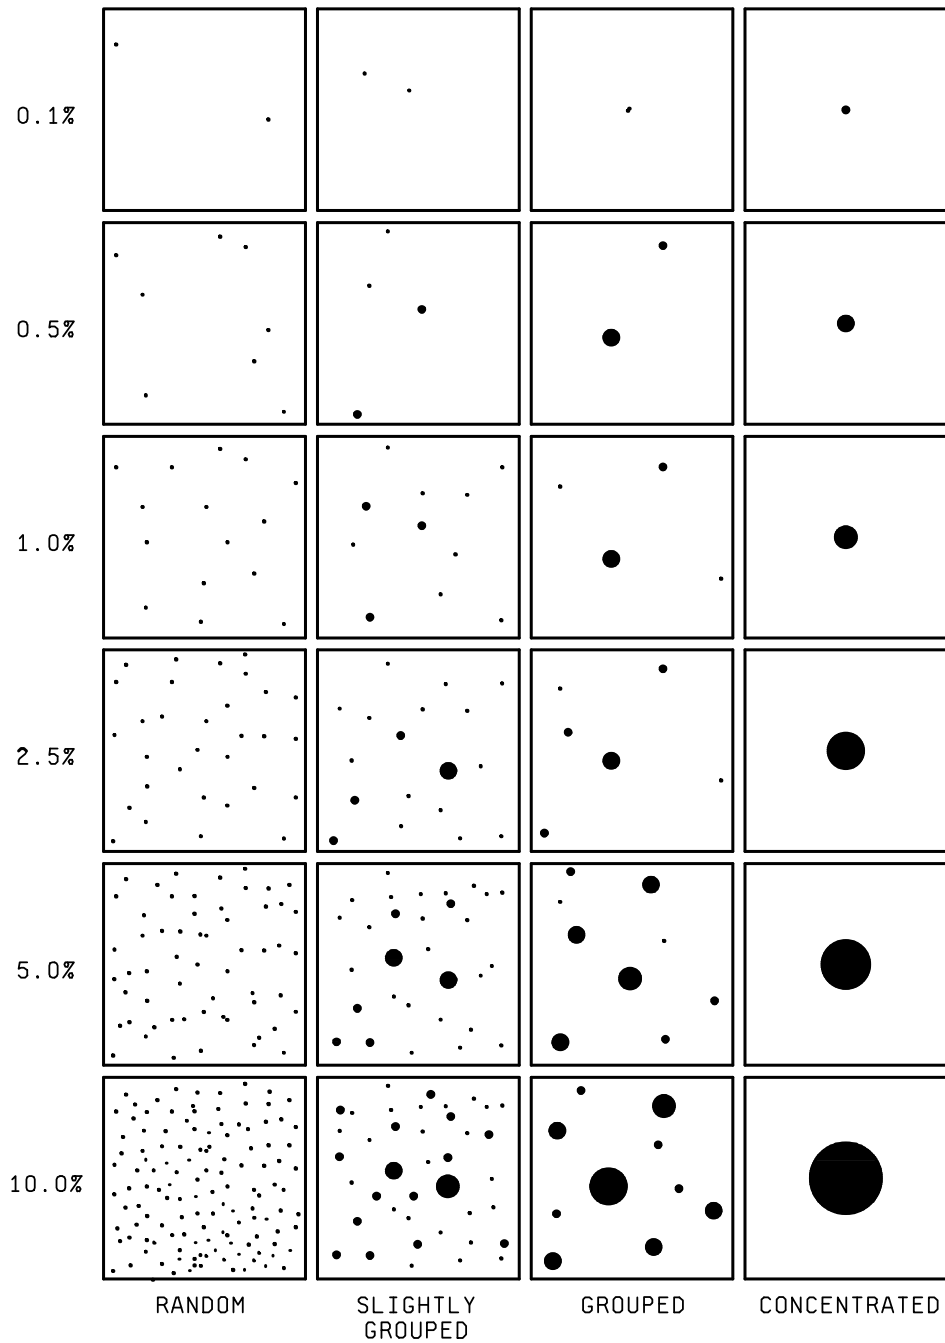 0.1%
0.5%
1.0%
2.5%
5.0%
10.0%
RANDOM
SLIGHTLY
GROUPED
GROUPED
CONCENTRATED